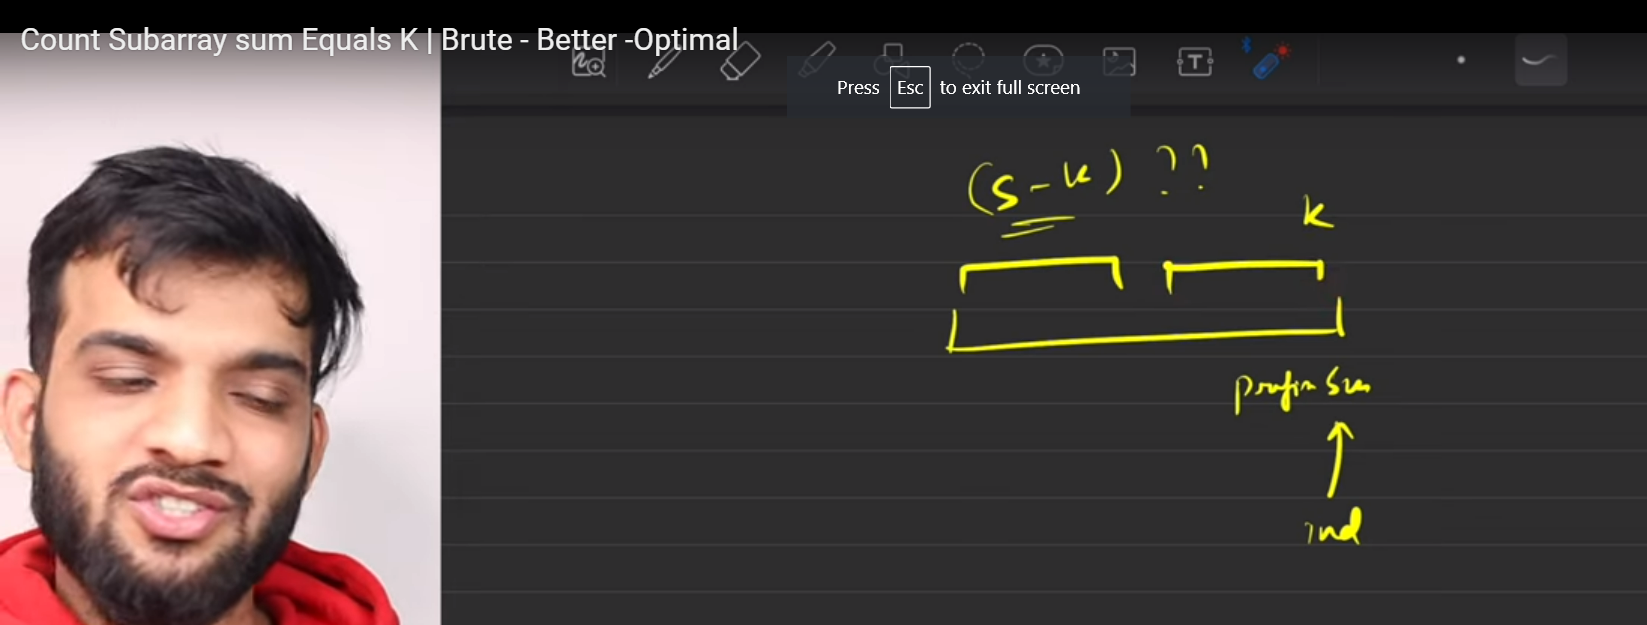 Count Subarray sum Equals K | Brute - Better -Optimal
T
Press Esc to exit full screen
(S-k) ??
k
prefix Sum
ind